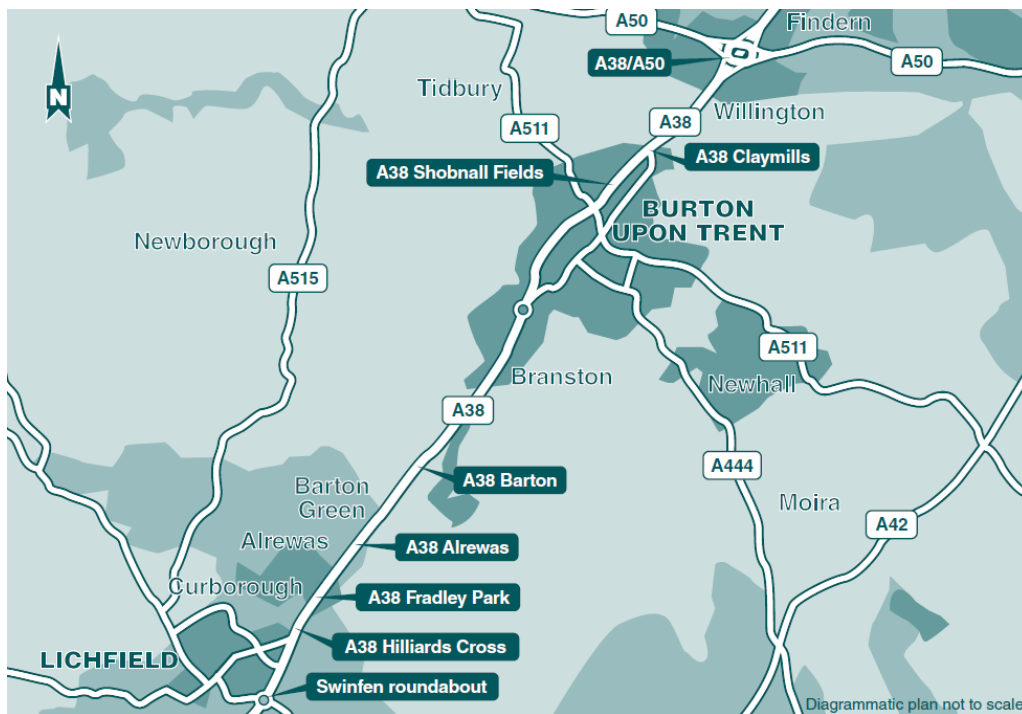 Findern
A50
A38/A50
A50
Tidbury
N
A511
A38
Willington
A38 Claymills
A38 Shobnall Fields
BURTON
UPON TRENT
Newborough
A515
A511
Branston
Newhall
A38
A444
A38 Barton
Barton
Green
Moira
A42
Alrewas
A38 Alrewas
Curborough
A38 Fradley Park
A38 Hilliards Cross
LICHFIELD
Swinfen roundabout
Diagrammatic plan not to scale